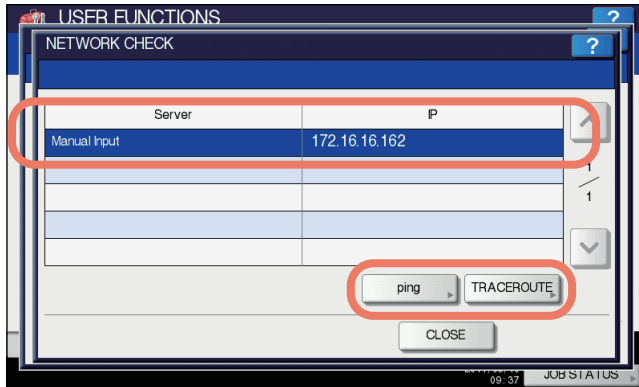 USER FUNCTIONS ?
NETWORK CHECK ?
Server IP
Manual Input 172.16.16.162
1
/
1
ping TRACEROUTE
CLOSE
09:37 JOB STATUS